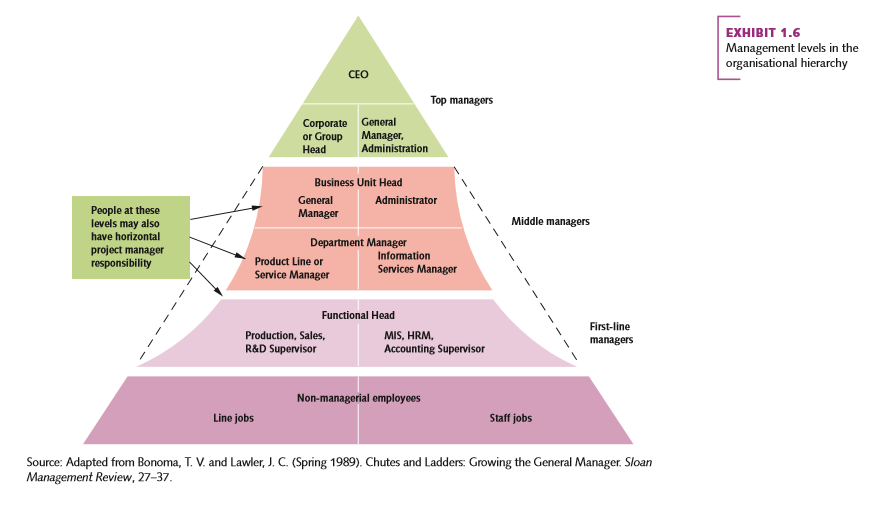 EXHIBIT 1.6
Management levels in the
organisational hierarchy
CEO
Top managers
Corporate
or Group
Head
General
Manager,
Administration
Business Unit Head
General
Manager
Administrator
Middle managers
People at these
levels may also
have horizontal
project manager
responsibility
Department Manager
Product Line or
Service Manager
Information
Services Manager
Functional Head
First-line
managers
Production, Sales,
R&D Supervisor
MIS, HRM,
Accounting Supervisor
Non-managerial employees
Line jobs
Staff jobs
Source: Adapted from Bonoma, T. V. and Lawler, J. C. (Spring 1989). Chutes and Ladders: Growing the General Manager. Sloan
Management Review, 27–37.